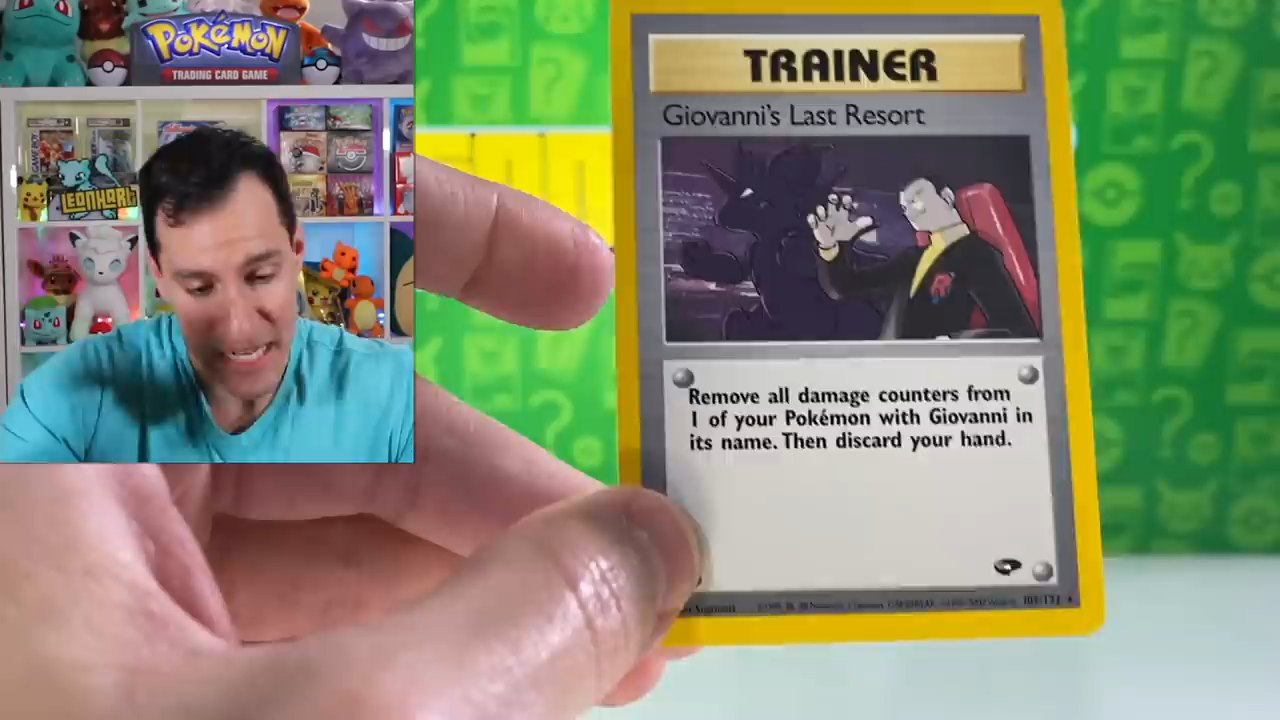 POKéMON
TRADING CARD GAME
LEONHART
TRAINER
Giovanni's Last Resort
Remove all damage counters from
1 of your Pokémon with Giovanni in
its name. Then discard your hand.